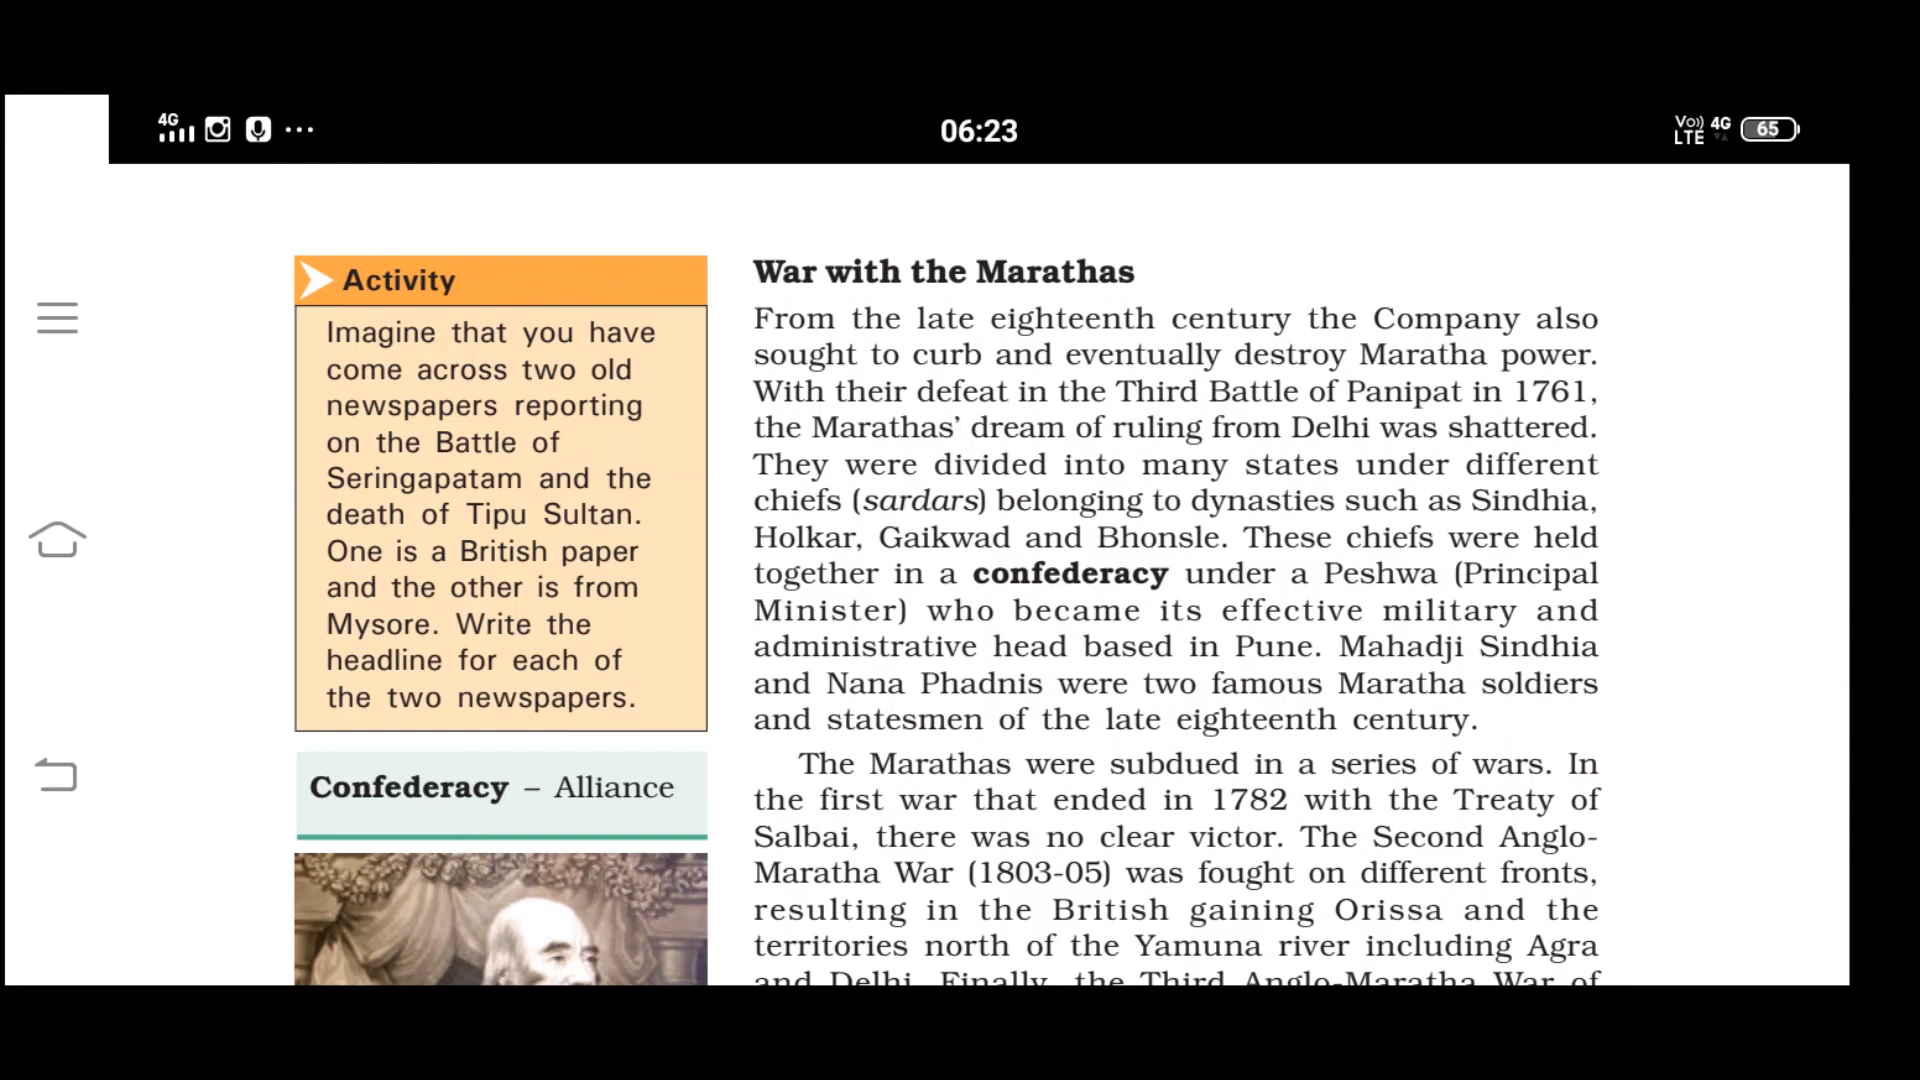 4G
06:23
Vo)) LTE 4G 65
Activity
Imagine that you have
come across two old
newspapers reporting
on the Battle of
Seringapatam and the
death of Tipu Sultan.
One is a British paper
and the other is from
Mysore. Write the
headline for each of
the two newspapers.
Confederacy – Alliance
War with the Marathas
From the late eighteenth century the Company also
sought to curb and eventually destroy Maratha power.
With their defeat in the Third Battle of Panipat in 1761,
the Marathas’ dream of ruling from Delhi was shattered.
They were divided into many states under different
chiefs (sardars) belonging to dynasties such as Sindhia,
Holkar, Gaikwad and Bhonsle. These chiefs were held
together in a confederacy under a Peshwa (Principal
Minister) who became its effective military and
administrative head based in Pune. Mahadji Sindhia
and Nana Phadnis were two famous Maratha soldiers
and statesmen of the late eighteenth century.
The Marathas were subdued in a series of wars. In
the first war that ended in 1782 with the Treaty of
Salbai, there was no clear victor. The Second Anglo-
Maratha War (1803-05) was fought on different fronts,
resulting in the British gaining Orissa and the
territories north of the Yamuna river including Agra
and Delhi. Finally, the Third Anglo-Maratha War of